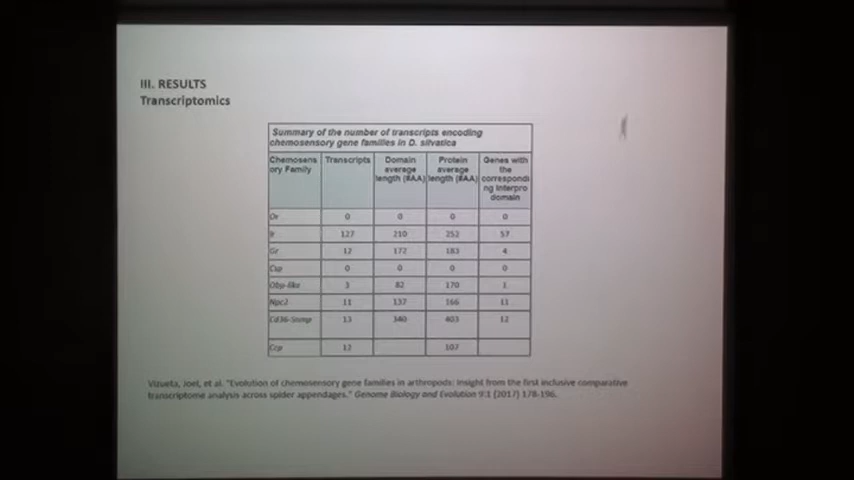 III. RESULTS
Transcriptomics
Summary of the number of transcripts encoding
chemosensory gene families in D. silvatica
Chemosens
ory Family
Transcripts
Domain
average
length (#AA)
Protein
average
length (#AA)
Genes with
the
correspondi
ng Interpro
domain
Or 0 0 0 0
Ir 127 210 252 57
Gr 12 172 183 4
Csp 0 0 0 0
Obp-like 3 82 170 1
Npc2 11 137 166 11
Cd36-Snmp 13 340 403 12
Ccp 12 107
Vizueta, Joel, et al. "Evolution of chemosensory gene families in arthropods: Insight from the first inclusive comparative
transcriptome analysis across spider appendages." Genome Biology and Evolution 9.1 (2017) 178-196.